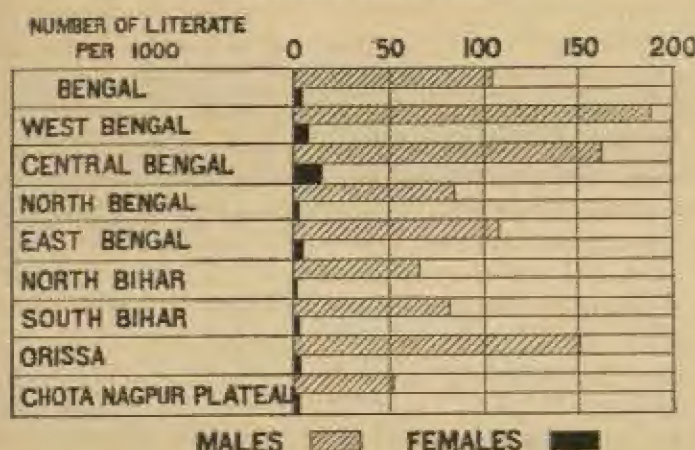 NUMBER OF LITERATE
PER 1000 0 50 100 150 200
BENGAL
WEST BENGAL
CENTRAL BENGAL
NORTH BENGAL
EAST BENGAL
NORTH BIHAR
SOUTH BIHAR
ORISSA
CHOTA NAGPUR PLATEAU
MALES FEMALES